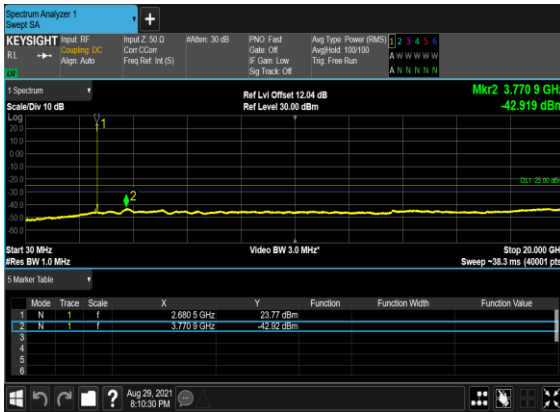 Spectrum Analyzer 1
Swept SA
+
KEYSIGHT Input: RF Input Z: 50 Ω #Atten: 30 dB PNO: Fast Avg Type: Power (RMS) 1 2 3 4 5 6
RL Coupling: DC Corr CCorr Gate: Off Avg|Hold: 100/100 A W W W W W
Align: Auto Freq Ref: Int (S) IF Gain: Low Trig: Free Run
Sig Track: Off A N N N N N
1 Spectrum Ref Lvl Offset 12.04 dB Mkr2 3.770 9 GHz
Scale/Div 10 dB Ref Level 30.00 dBm -42.919 dBm
Log
20.0
10.0
0.00
-10.0
-20.0
-30.0
-40.0
-50.0
-60.0
1
2
DL1 -25.00 dBm
Start 30 MHz Video BW 3.0 MHz* Stop 20.000 GHz
#Res BW 1.0 MHz Sweep ~38.3 ms (40001 pts)
5 Marker Table
Mode Trace Scale X Y Function Function Width Function Value
1 N 1 f 2.680 5 GHz 23.77 dBm
2 N 1 f 3.770 9 GHz -42.92 dBm
3
4
5
6
? Aug 29, 2021
8:10:30 PM